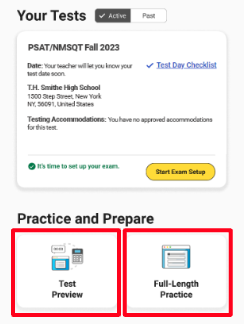 Your Tests
✓ Active
Past
PSAT/NMSQT Fall 2023
Date: Your teacher will let you know your
test date soon.
✓ Test Day Checklist
T.H. Smithe High School
1500 Step Street, New York
NY, 56091, United States
Testing Accommodations: You have no approved accommodations
for this test.
It's time to set up your exam.
Start Exam Setup
Practice and Prepare
Test
Preview
Full-Length
Practice